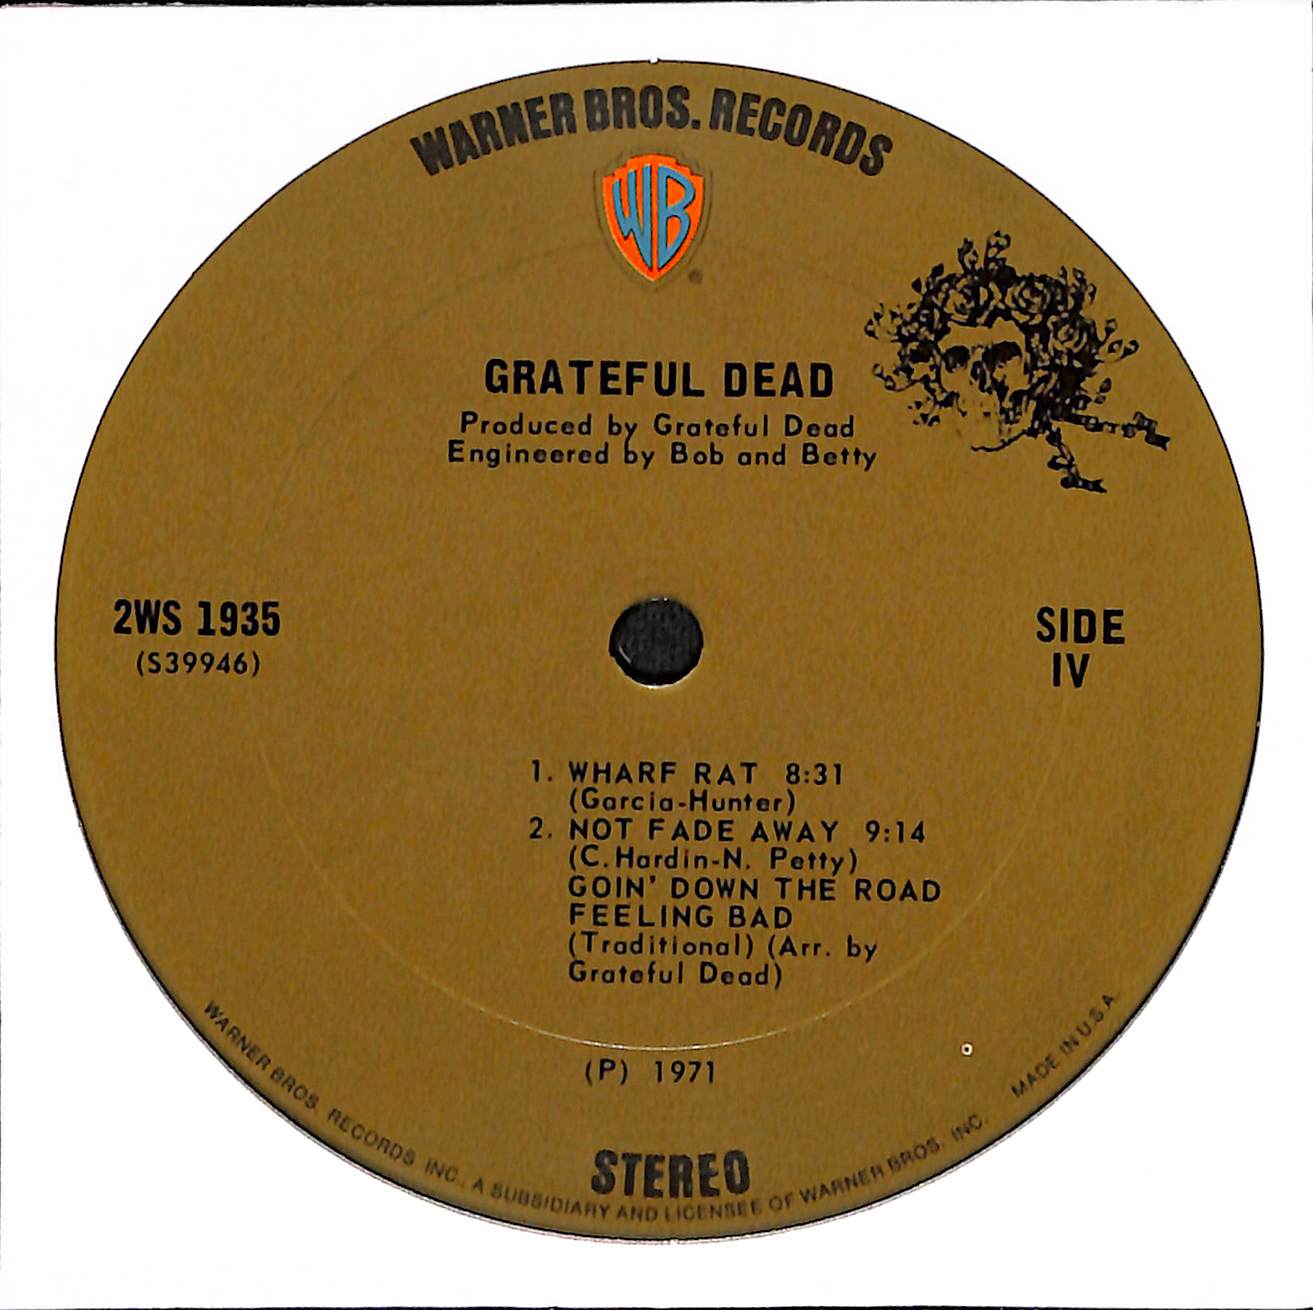 WARNER BROS. RECORDS
WB
GRATEFUL DEAD
Produced by Grateful Dead
Engineered by Bob and Betty
2WS 1935
(S39946)
SIDE
IV
1. WHARF RAT 8:31
(Garcia-Hunter)
2. NOT FADE AWAY 9:14
(C.Hardin-N. Petty)
GOIN' DOWN THE ROAD
FEELING BAD
(Traditional) (Arr. by
Grateful Dead)
(P) 1971
STEREO
WARNER BROS. RECORDS INC., A SUBSIDIARY AND LICENSEE OF WARNER BROS. INC. MADE IN U.S.A.